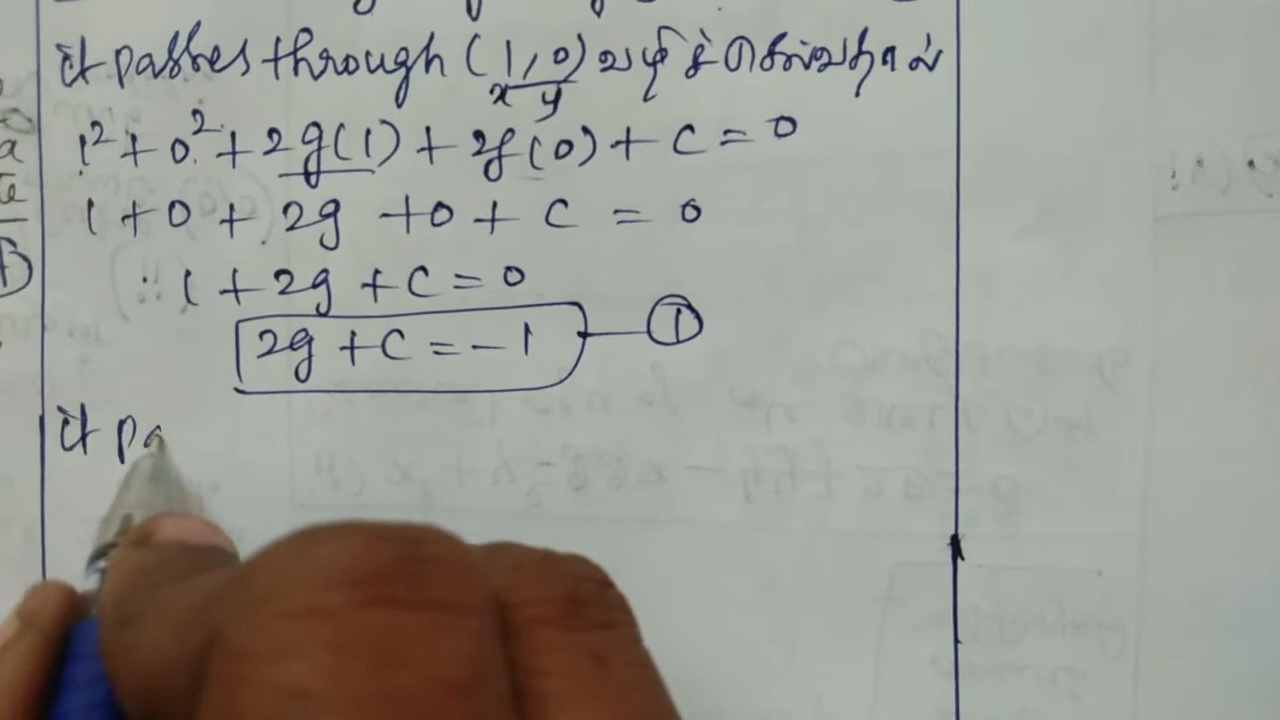 it passes through (1, 0) வழிச் செல்வதால்
x y
1² + 0² + 2g(1) + 2f(0) + C = 0
1 + 0 + 2g + 0 + C = 0
∴ 1 + 2g + C = 0
2g + C = -1 — ①
it pa